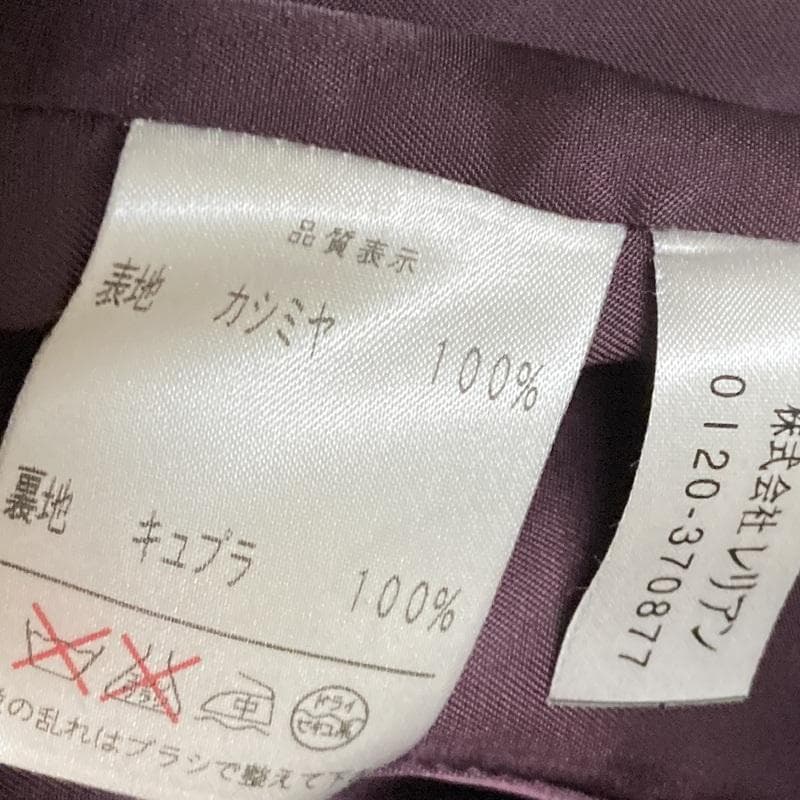 品質表示
表地 カシミヤ 100%
裏地 キュプラ 100%
中
ドライ
セキユ系
の乱れはブラシで整えて下
株式会社レリアン
0120-370877